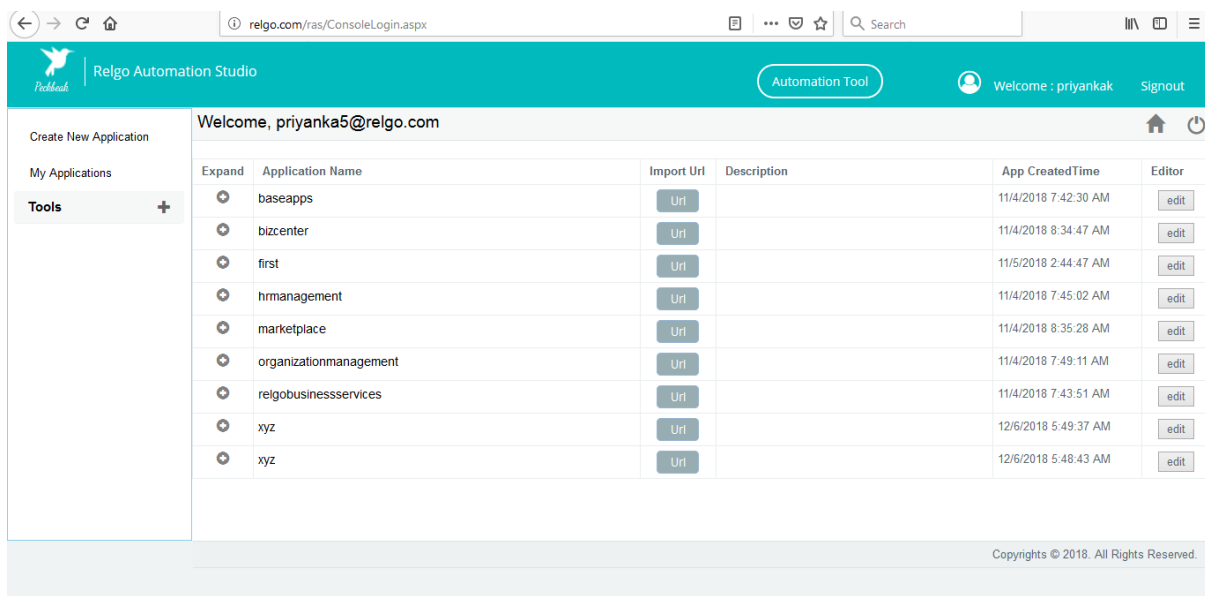 relgo.com/ras/ConsoleLogin.aspx
Search
Relgo Automation Studio
Automation Tool
Welcome : priyankak
Signout
Create New Application
My Applications
Tools
Welcome, priyanka5@relgo.com
Expand Application Name Import Url Description App CreatedTime Editor
baseapps Url 11/4/2018 7:42:30 AM edit
bizcenter Url 11/4/2018 8:34:47 AM edit
first Url 11/5/2018 2:44:47 AM edit
hrmanagement Url 11/4/2018 7:45:02 AM edit
marketplace Url 11/4/2018 8:35:28 AM edit
organizationmanagement Url 11/4/2018 7:49:11 AM edit
relgobusinessservices Url 11/4/2018 7:43:51 AM edit
xyz Url 12/6/2018 5:49:37 AM edit
xyz Url 12/6/2018 5:48:43 AM edit
Copyrights © 2018. All Rights Reserved.